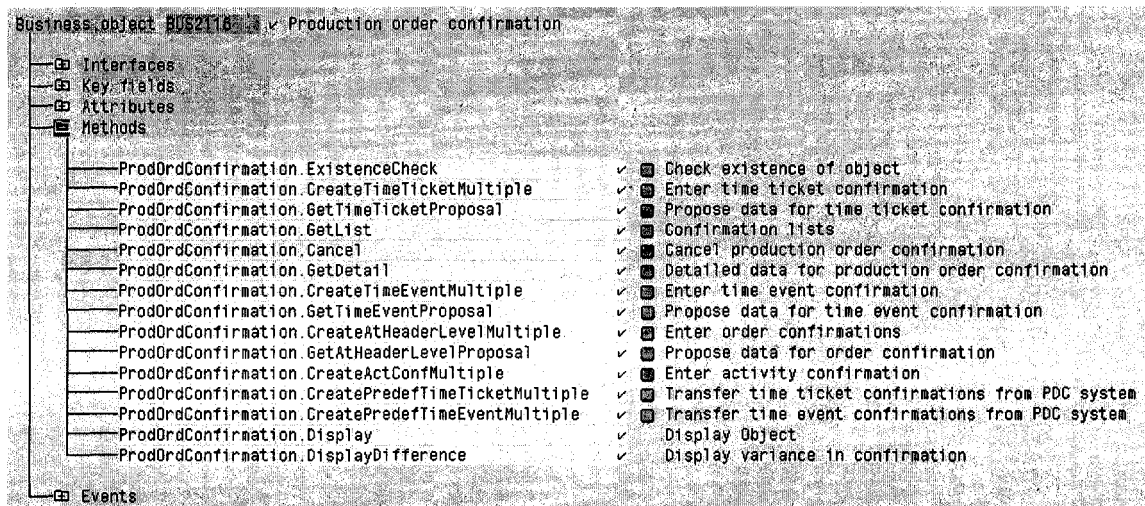 Business object BUS2116 ✓ Production order confirmation
Interfaces
Key fields
Attributes
Methods
ProdOrdConfirmation.ExistenceCheck ✓ Check existence of object
ProdOrdConfirmation.CreateTimeTicketMultiple ✓ Enter time ticket confirmation
ProdOrdConfirmation.GetTimeTicketProposal ✓ Propose data for time ticket confirmation
ProdOrdConfirmation.GetList ✓ Confirmation lists
ProdOrdConfirmation.Cancel ✓ Cancel production order confirmation
ProdOrdConfirmation.GetDetail ✓ Detailed data for production order confirmation
ProdOrdConfirmation.CreateTimeEventMultiple ✓ Enter time event confirmation
ProdOrdConfirmation.GetTimeEventProposal ✓ Propose data for time event confirmation
ProdOrdConfirmation.CreateAtHeaderLevelMultiple ✓ Enter order confirmations
ProdOrdConfirmation.GetAtHeaderLevelProposal ✓ Propose data for order confirmation
ProdOrdConfirmation.CreateActConfMultiple ✓ Enter activity confirmation
ProdOrdConfirmation.CreatePredefTimeTicketMultiple ✓ Transfer time ticket confirmations from PDC system
ProdOrdConfirmation.CreatePredefTimeEventMultiple ✓ Transfer time event confirmations from PDC system
ProdOrdConfirmation.Display ✓ Display Object
ProdOrdConfirmation.DisplayDifference ✓ Display variance in confirmation
Events